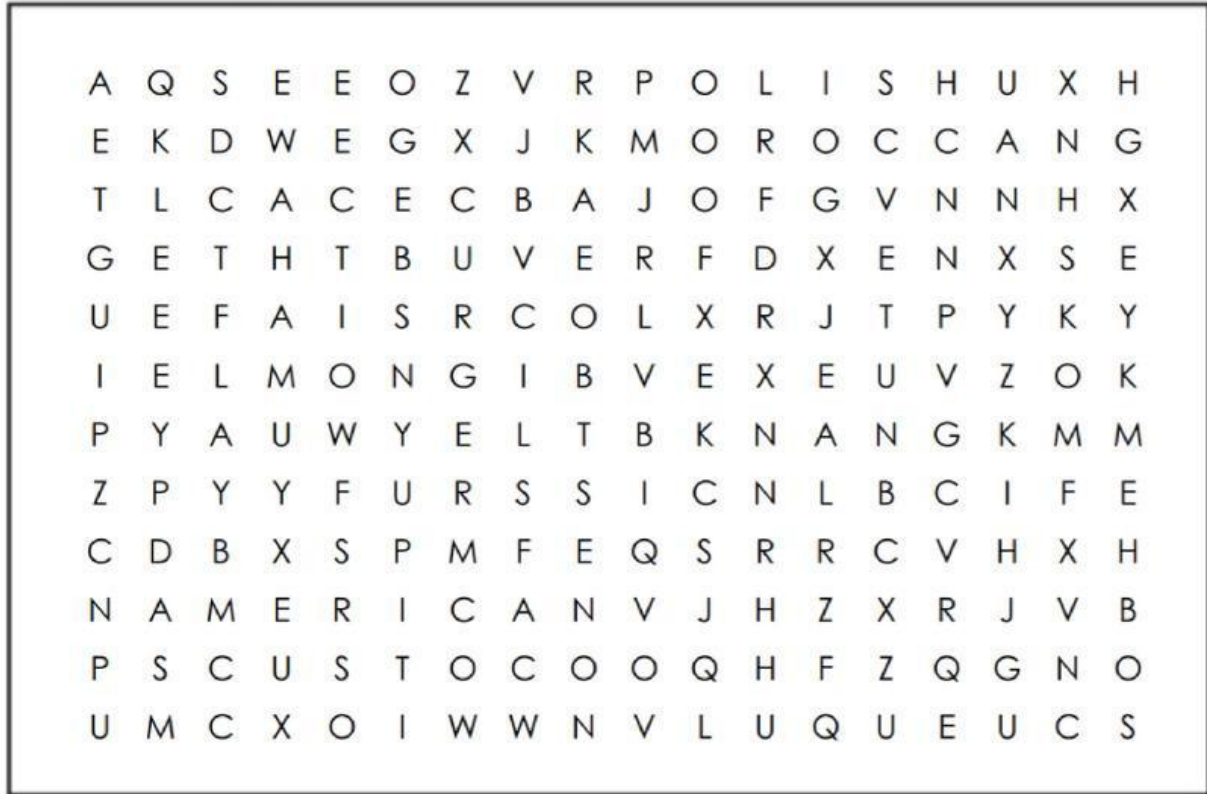 A Q S E E O Z V R P O L I S H U X H
E K D W E G X J K M O R O C C A N G
T L C A C E C B A J O F G V N N H X
G E T H T B U V E R F D X E N X S E
U E F A I S R C O L X R J T P Y K Y
I E L M O N G I B V E X E U V Z O K
P Y A U W Y E L T B K N A N G K M M
Z P Y Y F U R S S I C N L B C I F E
C D B X S P M F E Q S R R C V H X H
N A M E R I C A N V J H Z X R J V B
P S C U S T O C O O Q H F Z Q G N O
U M C X O I W W N V L U Q U E U C S